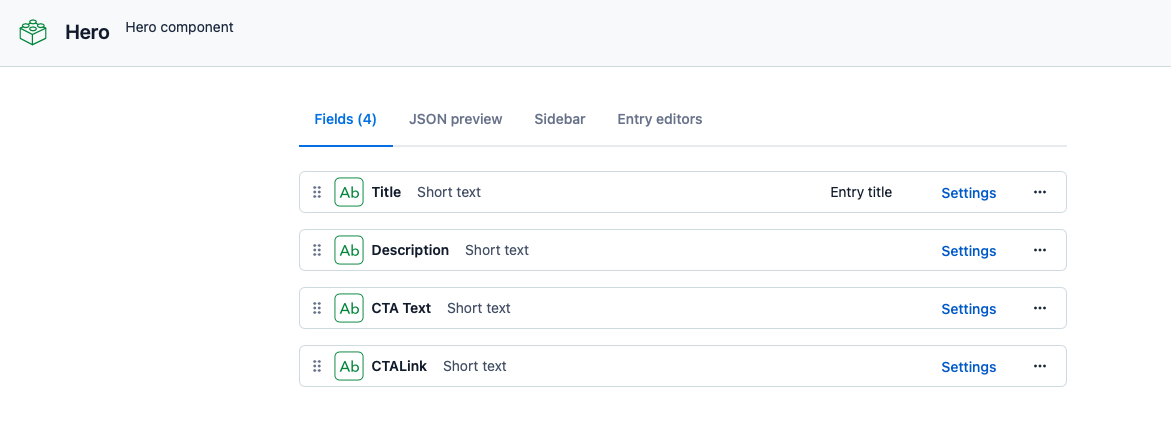 Hero Hero component
Fields (4) JSON preview Sidebar Entry editors
Ab Title Short text Entry title Settings
Ab Description Short text Settings
Ab CTA Text Short text Settings
Ab CTALink Short text Settings